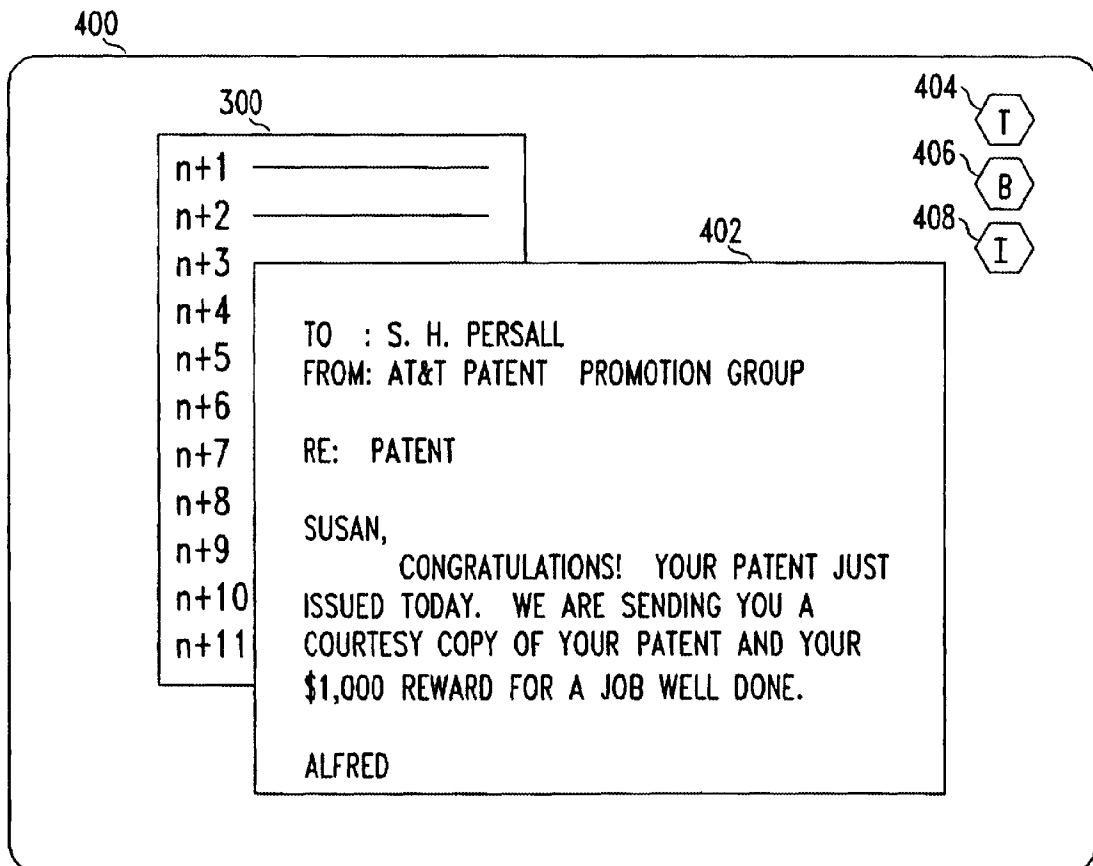 400
300
404
T
406
B
408
I
n+1
n+2
n+3
n+4
n+5
n+6
n+7
n+8
n+9
n+10
n+11
402
TO : S. H. PERSALL
FROM: AT&T PATENT PROMOTION GROUP
RE: PATENT
SUSAN,
CONGRATULATIONS! YOUR PATENT JUST
ISSUED TODAY. WE ARE SENDING YOU A
COURTESY COPY OF YOUR PATENT AND YOUR
$1,000 REWARD FOR A JOB WELL DONE.
ALFRED